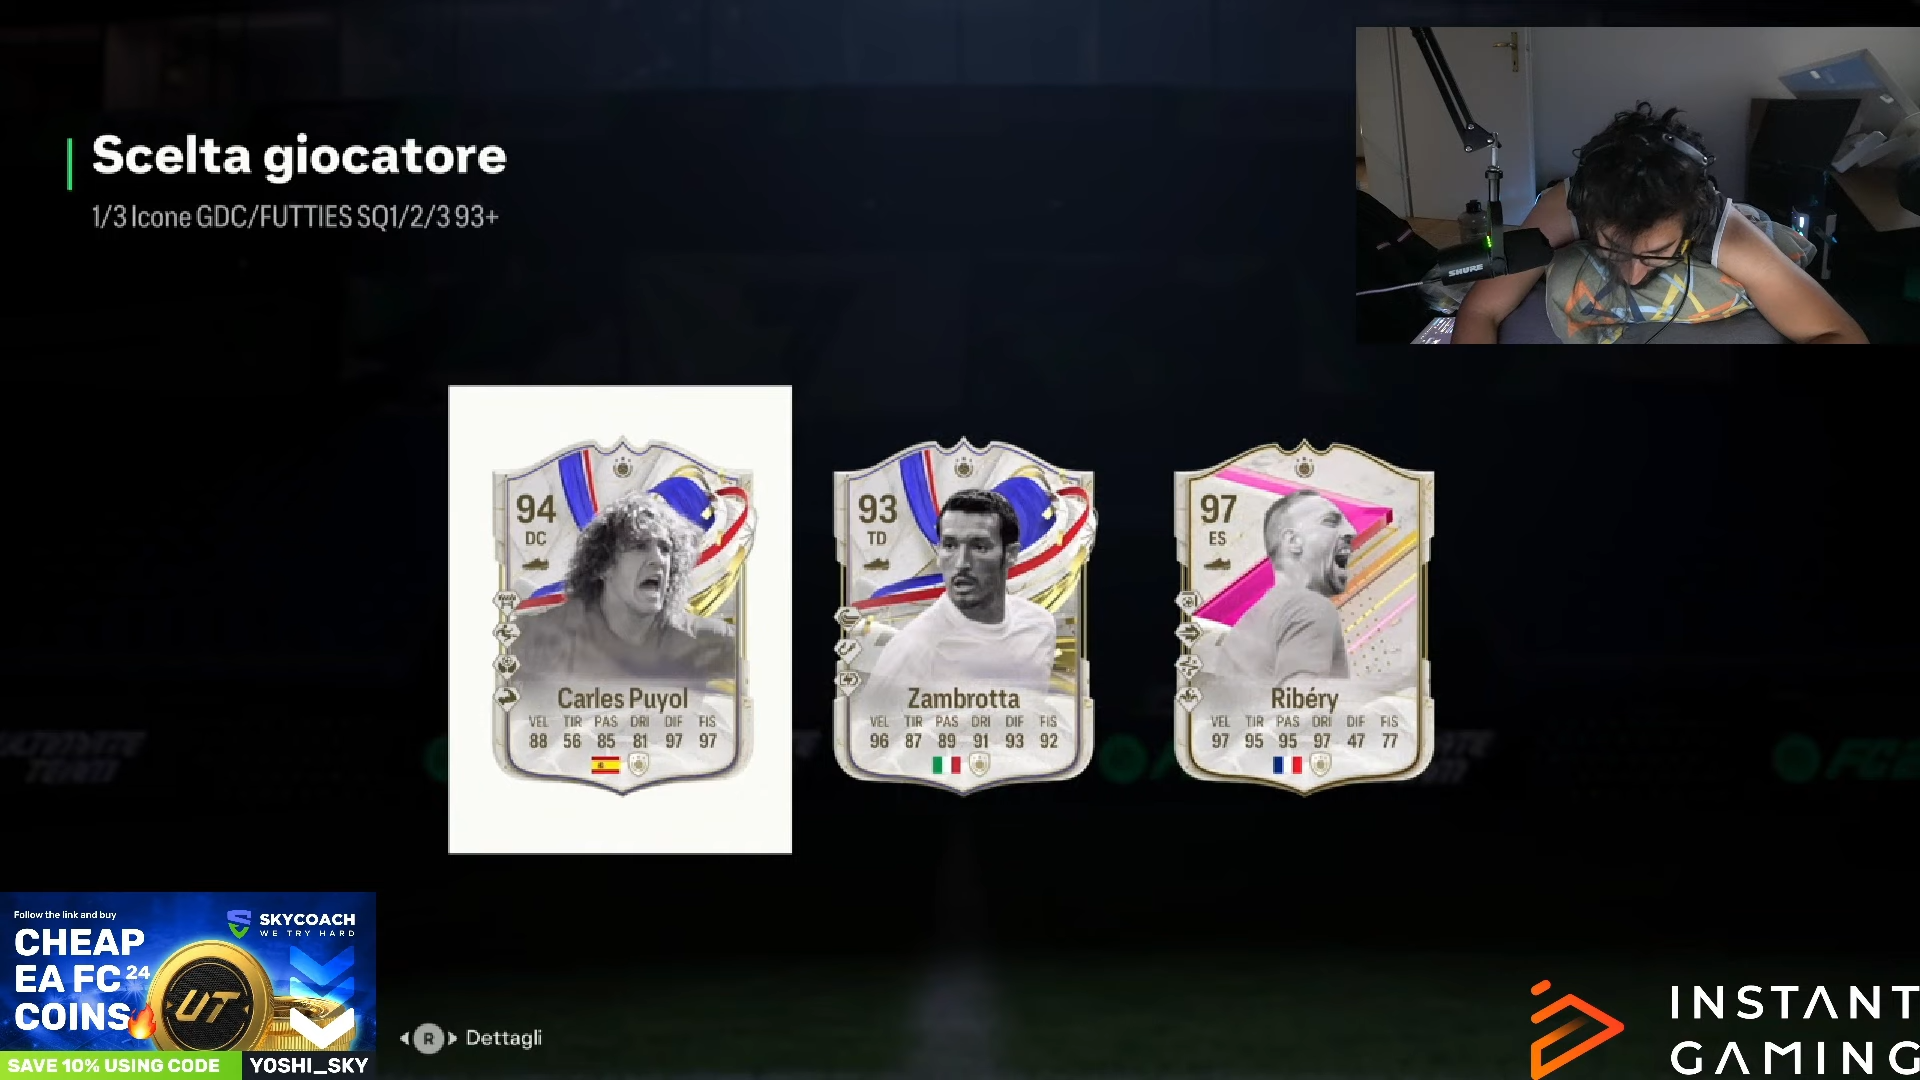 Scelta giocatore
1/3 Icone GDC/FUTTIES SQ1/2/3 93+
SHURE
94
DC
Carles Puyol
VEL TIR PAS DRI DIF FIS
88 56 85 81 97 97
93
TD
Zambrotta
VEL TIR PAS DRI DIF FIS
96 87 89 91 93 92
97
ES
Ribéry
VEL TIR PAS DRI DIF FIS
97 95 95 97 47 77
ULTIMATE
TEAM
Follow the link and buy
CHEAP
EA FC 24
COINS
SKYCOACH
WE TRY HARD
UT
SAVE 10% USING CODE
YOSHI_SKY
R Dettagli
INSTANT
GAMING